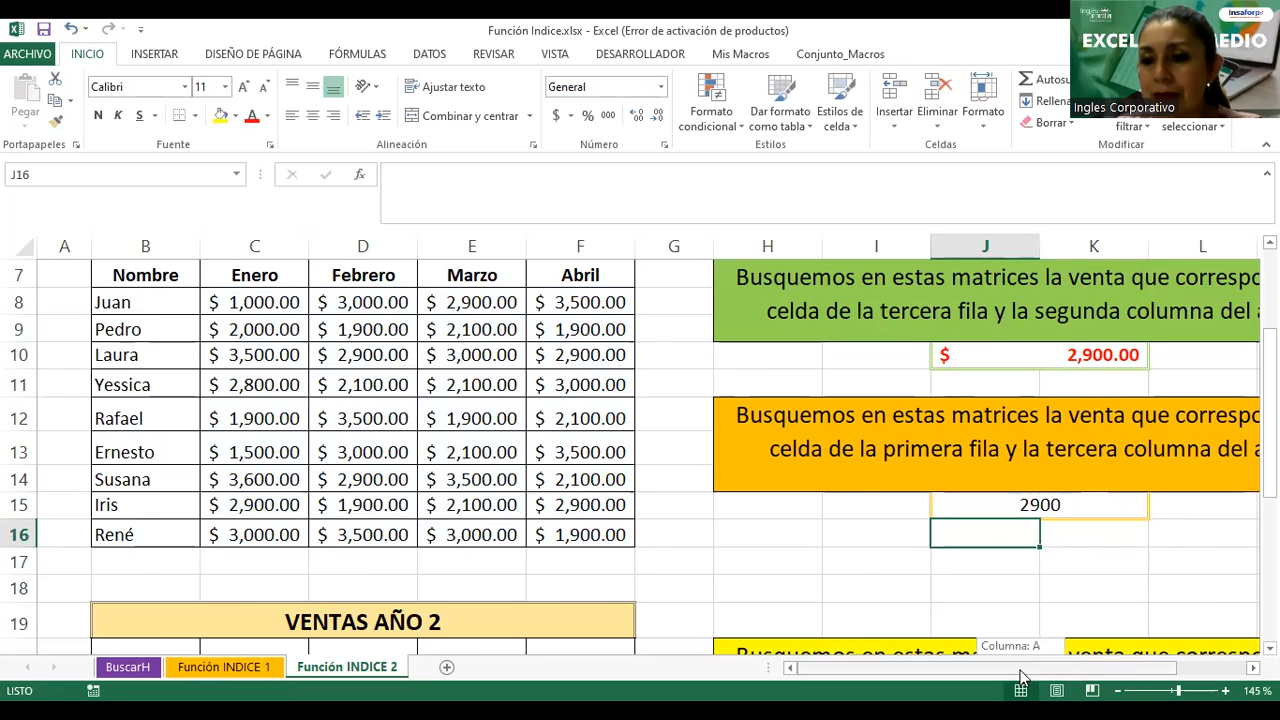 Función Indice.xlsx - Excel (Error de activación de productos)
insaforp
EXCEL MEDIO
Ingles Corporativo
ARCHIVO INICIO INSERTAR DISEÑO DE PÁGINA FÓRMULAS DATOS REVISAR VISTA DESARROLLADOR Mis Macros Conjunto_Macros
Pegar
Calibri 11
N K S
Ajustar texto
Combinar y centrar
General
$ % 000
Formato condicional
Dar formato como tabla
Estilos de celda
Insertar Eliminar Formato
Autosu
Rellena
Borrar
filtrar seleccionar
Portapapeles Fuente Alineación Número Estilos Celdas Modificar
J16
fx
A B C D E F G H I J K L
7 Nombre Enero Febrero Marzo Abril
8 Juan $ 1,000.00 $ 3,000.00 $ 2,900.00 $ 3,500.00
9 Pedro $ 2,000.00 $ 1,900.00 $ 2,100.00 $ 1,900.00
10 Laura $ 3,500.00 $ 2,900.00 $ 3,000.00 $ 2,900.00
11 Yessica $ 2,800.00 $ 2,100.00 $ 2,100.00 $ 3,000.00
12 Rafael $ 1,900.00 $ 3,500.00 $ 1,900.00 $ 2,100.00
13 Ernesto $ 1,500.00 $ 3,000.00 $ 2,100.00 $ 3,500.00
14 Susana $ 3,600.00 $ 2,900.00 $ 3,500.00 $ 2,100.00
15 Iris $ 2,900.00 $ 1,900.00 $ 2,100.00 $ 2,900.00
16 René $ 3,000.00 $ 3,500.00 $ 3,000.00 $ 1,900.00
17
18
19 VENTAS AÑO 2
Busquemos en estas matrices la venta que correspo
celda de la tercera fila y la segunda columna del a
$ 2,900.00
Busquemos en estas matrices la venta que correspo
celda de la primera fila y la tercera columna del a
2900
Columna: A
BuscarH Función INDICE 1 Función INDICE 2
LISTO
145 %